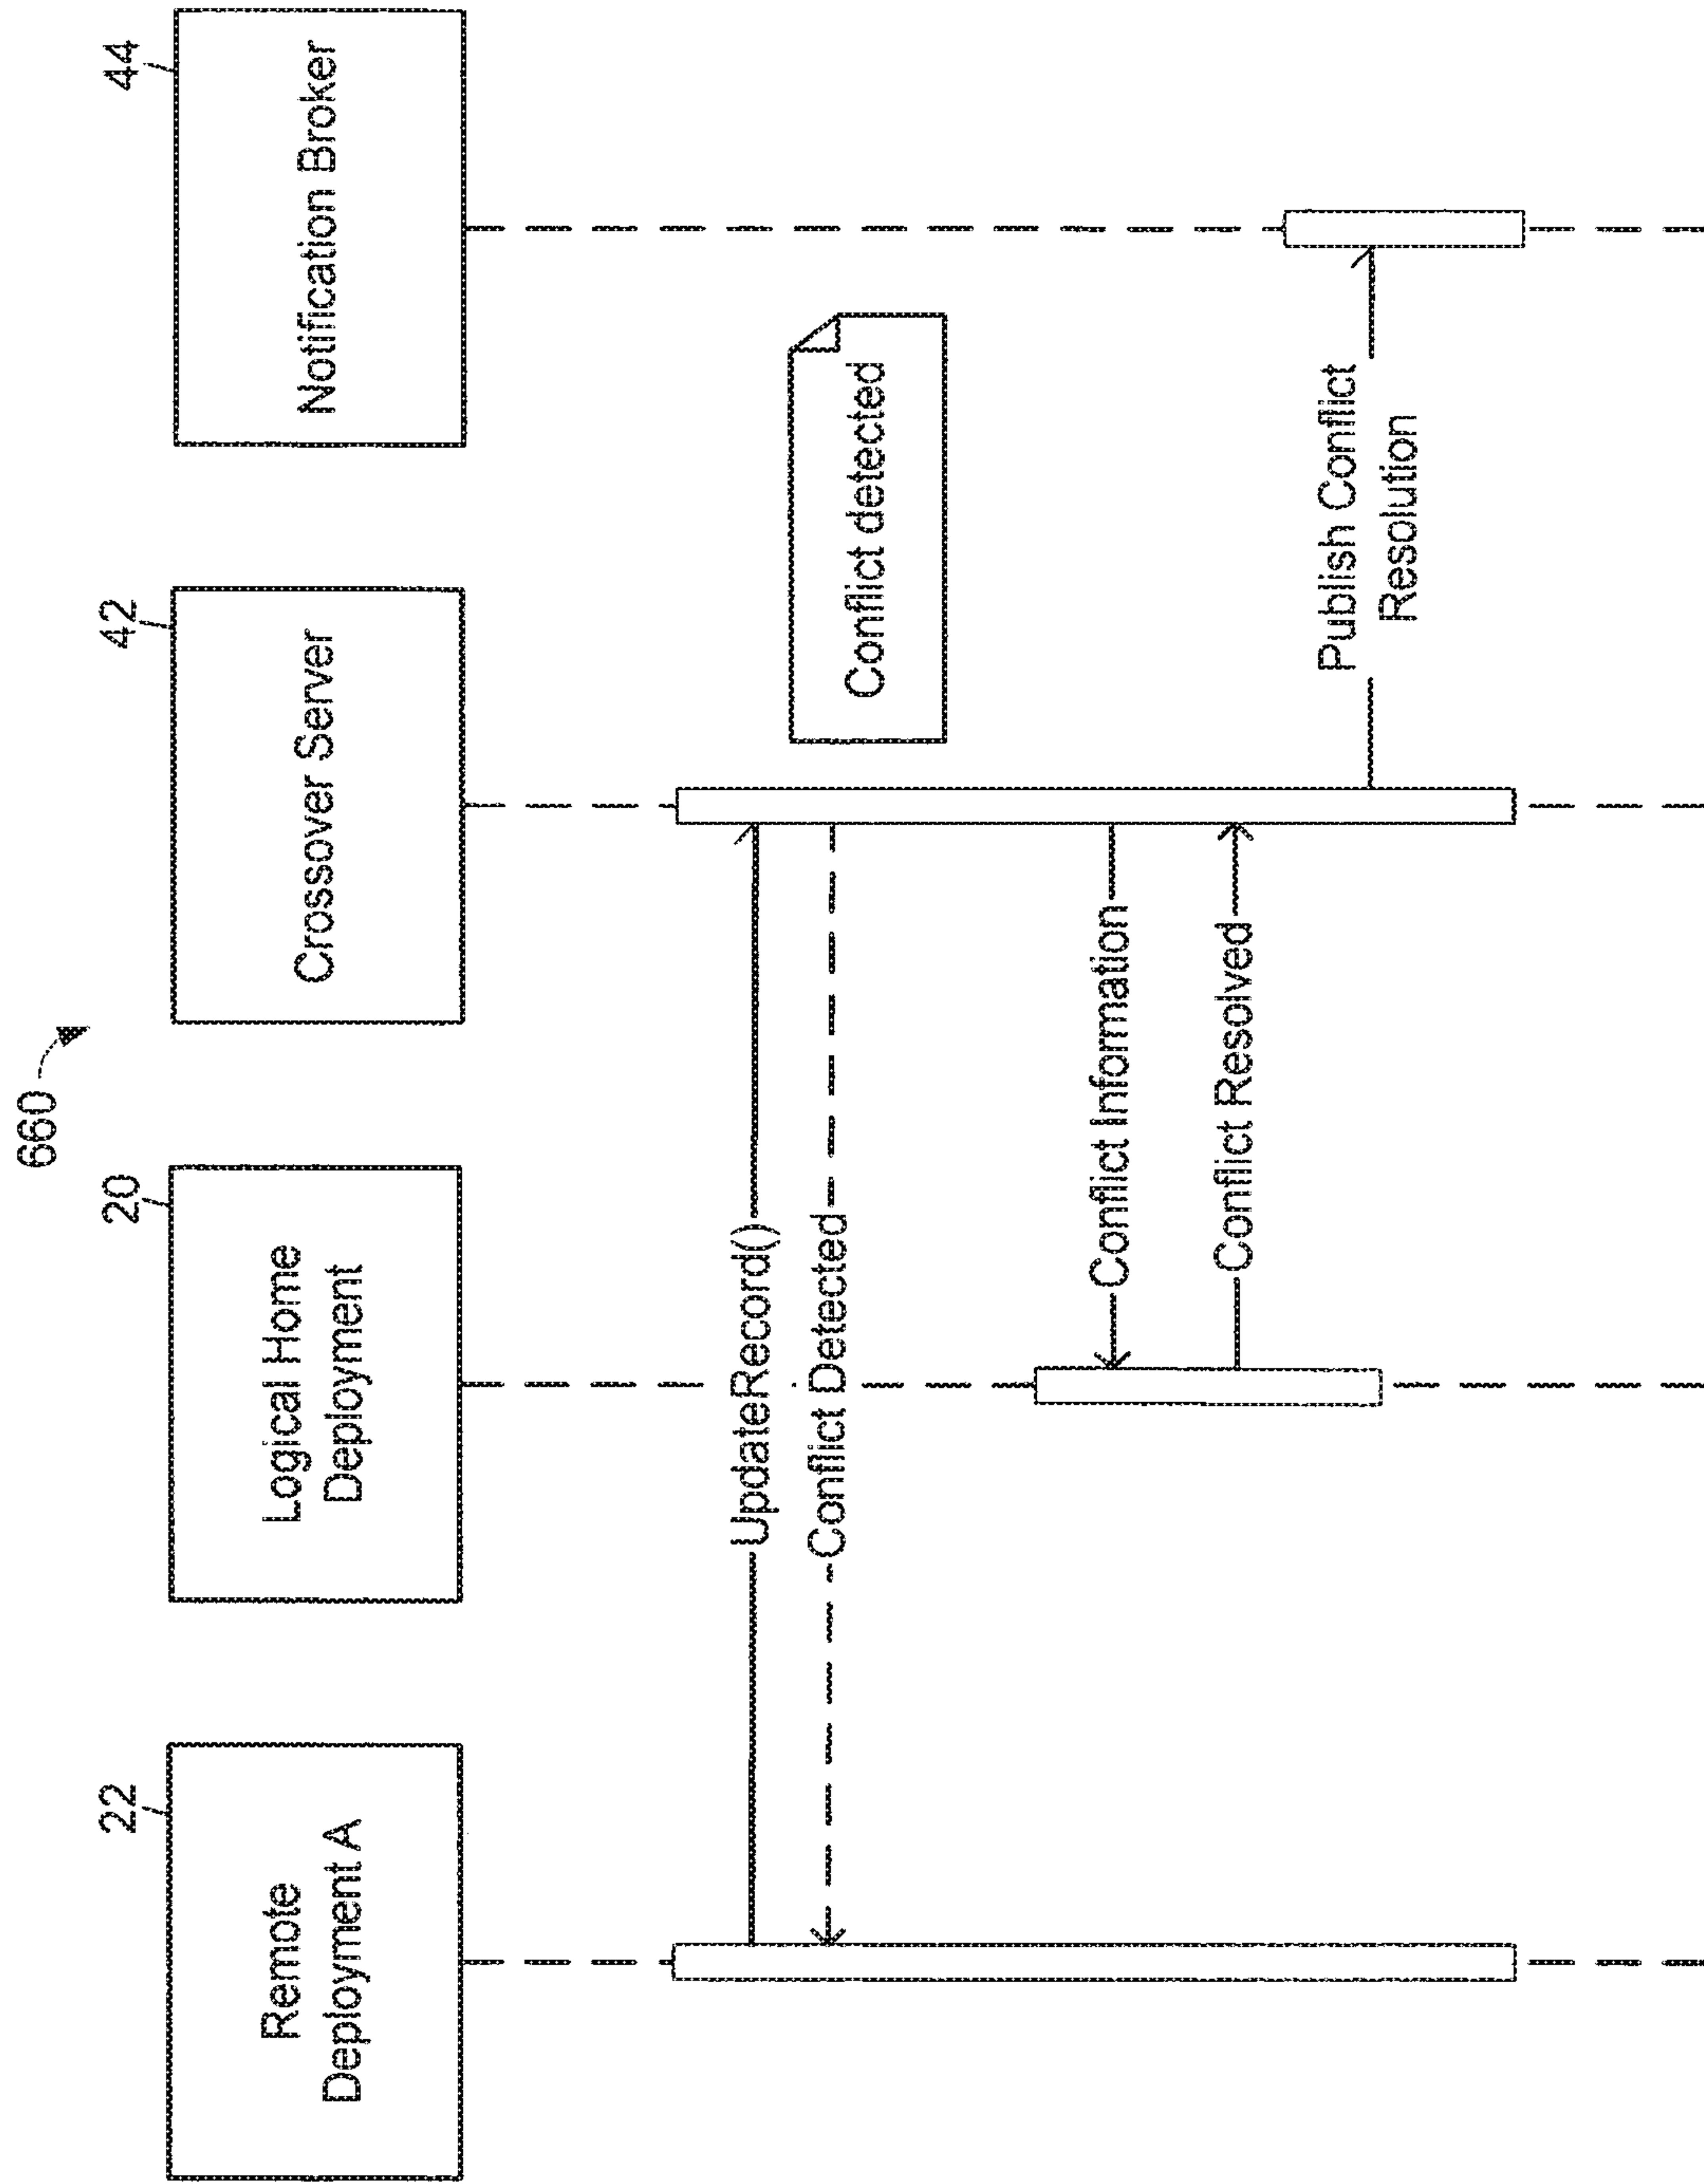 660
22
Remote
Deployment A
20
Logical Home
Deployment
42
Crossover Server
44
Notification Broker
UpdateRecord()
Conflict Detected
Conflict detected
Conflict Information
Conflict Resolved
Publish Conflict
Resolution